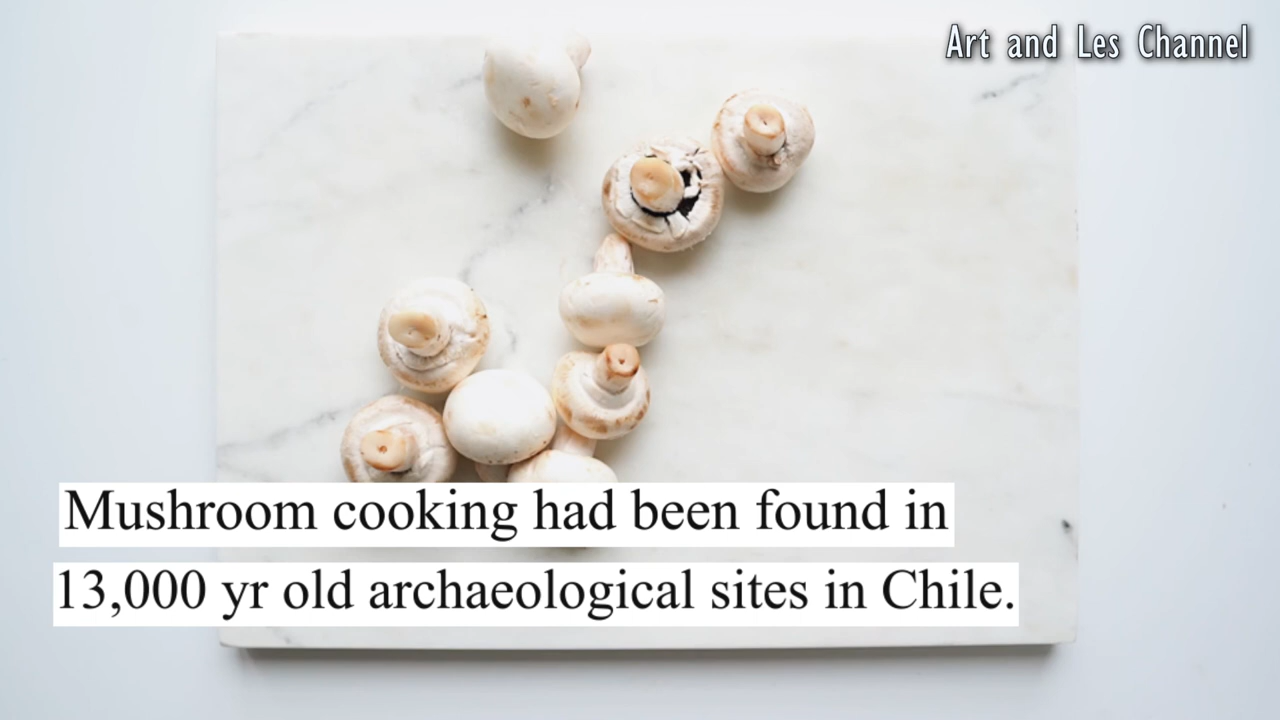 Art and Les Channel
Mushroom cooking had been found in
13,000 yr old archaeological sites in Chile.